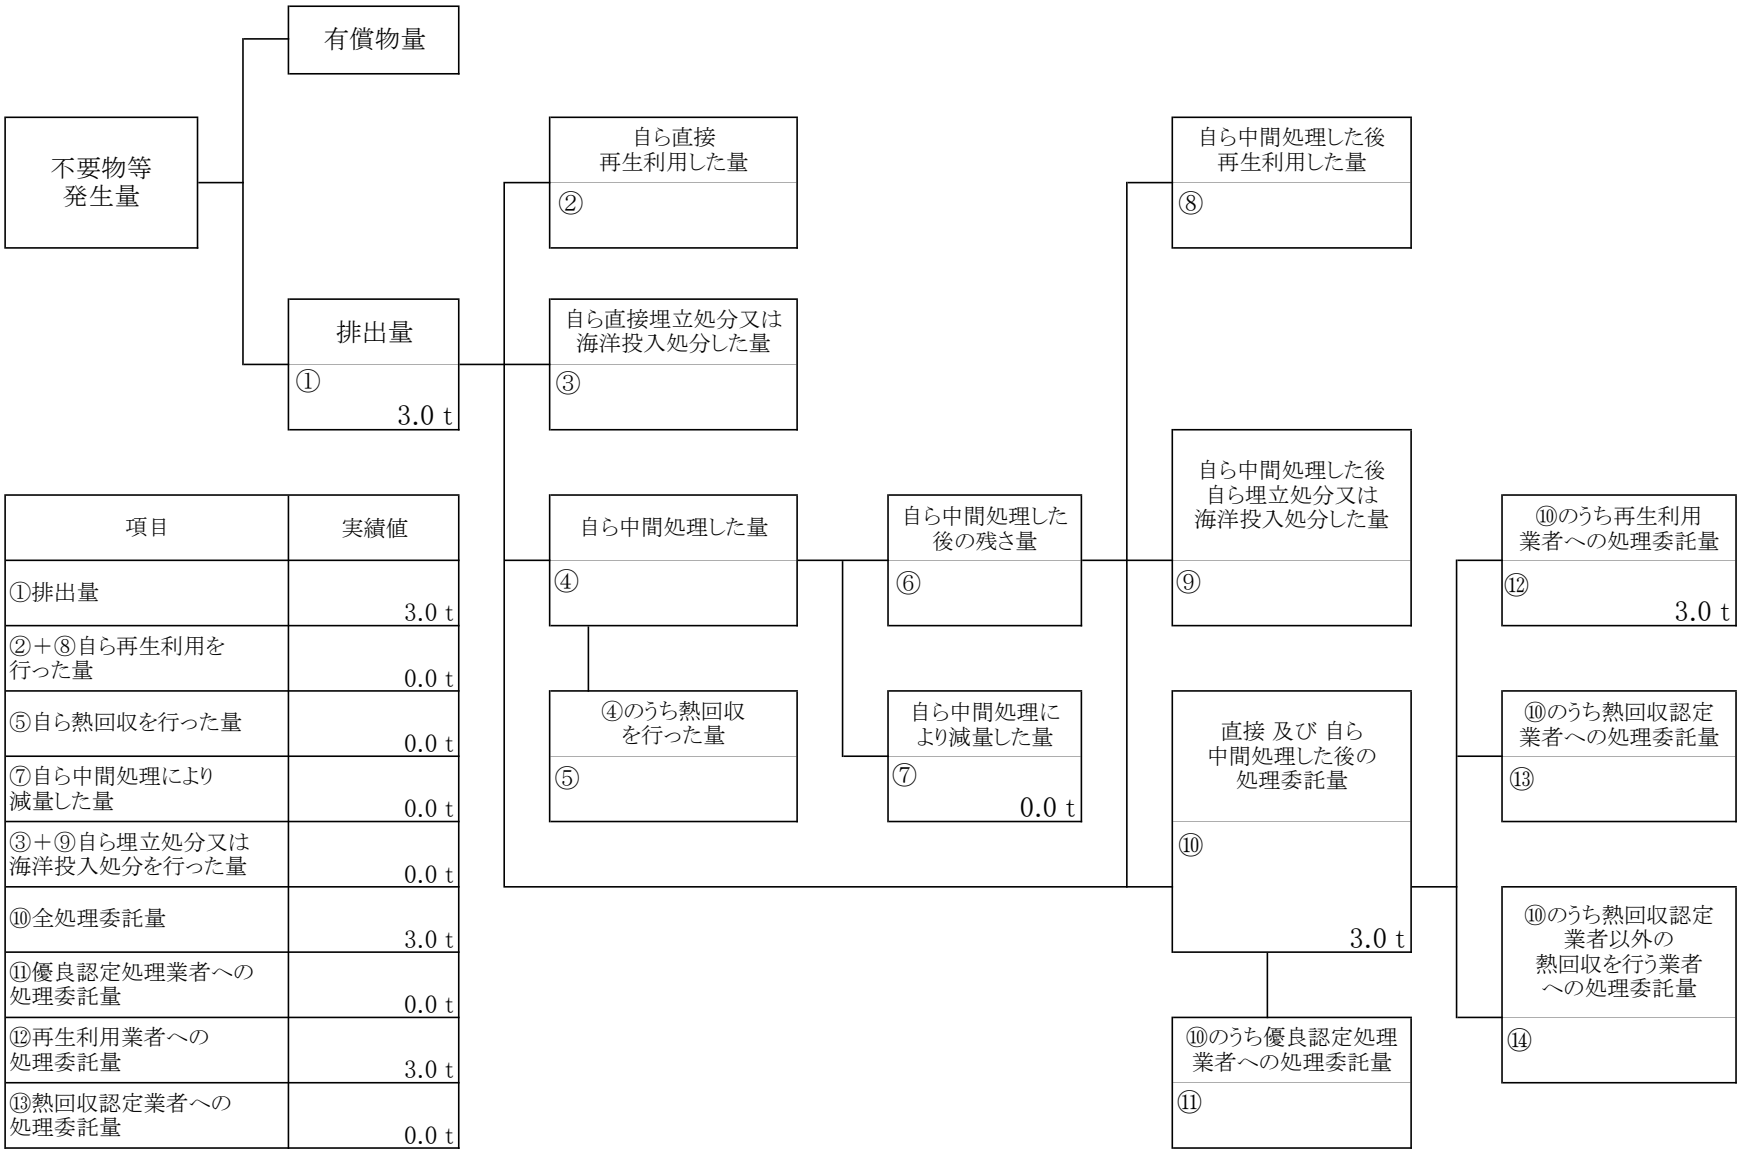 有償物量
不要物等
発生量
排出量
①
3.0 t
自ら直接
再生利用した量
②
自ら直接埋立処分又は
海洋投入処分した量
③
自ら中間処理した量
④
④のうち熱回収
を行った量
⑤
自ら中間処理した
後の残さ量
⑥
自ら中間処理に
より減量した量
⑦
0.0 t
自ら中間処理した後
再生利用した量
⑧
自ら中間処理した後
自ら埋立処分又は
海洋投入処分した量
⑨
直接 及び 自ら
中間処理した後の
処理委託量
⑩
3.0 t
⑩のうち優良認定処理
業者への処理委託量
⑪
⑩のうち再生利用
業者への処理委託量
⑫
3.0 t
⑩のうち熱回収認定
業者への処理委託量
⑬
⑩のうち熱回収認定
業者以外の
熱回収を行う業者
への処理委託量
⑭
項目 実績値
①排出量
3.0 t
②＋⑧自ら再生利用を
行った量
0.0 t
⑤自ら熱回収を行った量
0.0 t
⑦自ら中間処理により
減量した量
0.0 t
③＋⑨自ら埋立処分又は
海洋投入処分を行った量
0.0 t
⑩全処理委託量
3.0 t
⑪優良認定処理業者への
処理委託量
0.0 t
⑫再生利用業者への
処理委託量
3.0 t
⑬熱回収認定業者への
処理委託量
0.0 t